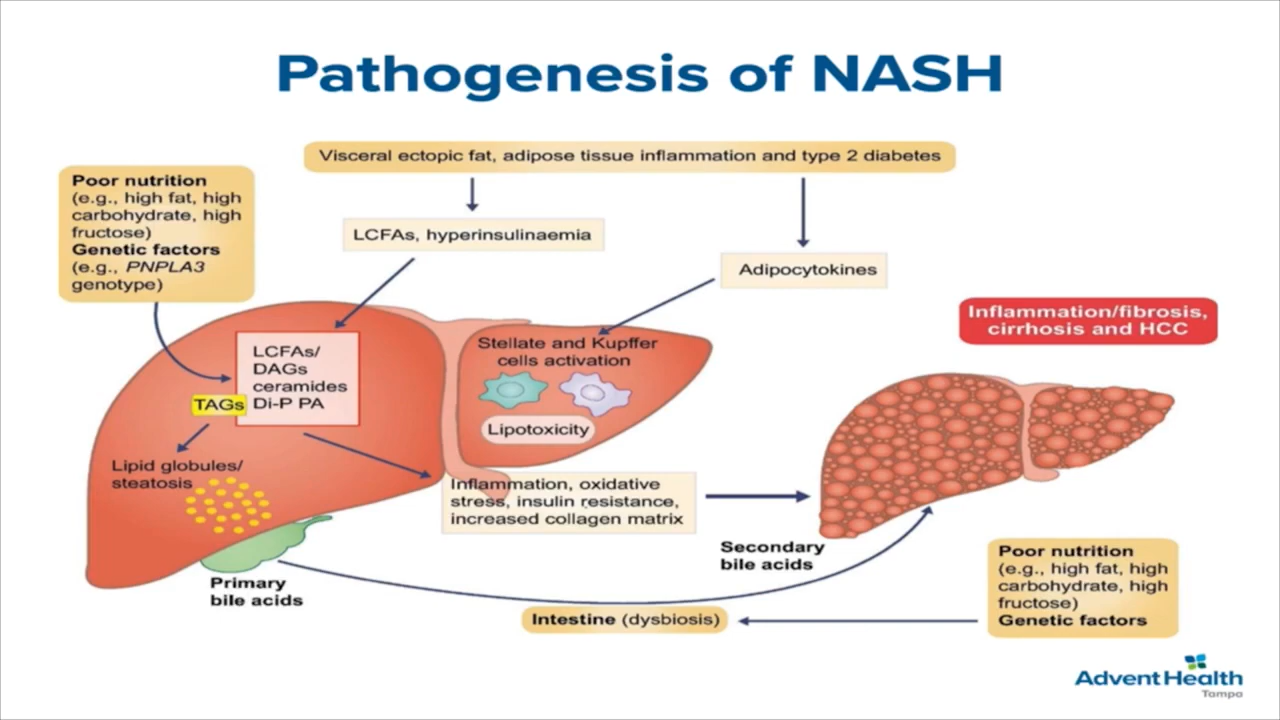 Pathogenesis of NASH
Visceral ectopic fat, adipose tissue inflammation and type 2 diabetes
Poor nutrition
(e.g., high fat, high
carbohydrate, high
fructose)
Genetic factors
(e.g., PNPLA3
genotype)
LCFAs, hyperinsulinaemia
Adipocytokines
Inflammation/fibrosis,
cirrhosis and HCC
LCFAs/
DAGs
ceramides
TAGs Di-P PA
Stellate and Kupffer
cells activation
Lipotoxicity
Lipid globules/
steatosis
Inflammation, oxidative
stress, insulin resistance,
increased collagen matrix
Primary
bile acids
Secondary
bile acids
Intestine (dysbiosis)
Poor nutrition
(e.g., high fat, high
carbohydrate, high
fructose)
Genetic factors
AdventHealth
Tampa